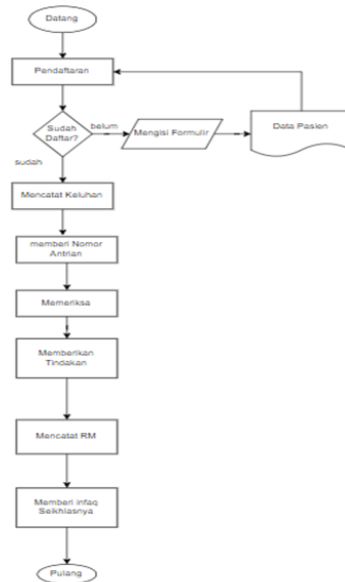 Datang
Pendaftaran
Sudah
Daftar?
belum
Mengisi Formulir
Data Pasien
sudah
Mencatat Keluhan
memberi Nomor
Antrian
Memeriksa
Memberikan
Tindakan
Mencatat RM
Memberi infaq
Seikhlasnya
Pulang